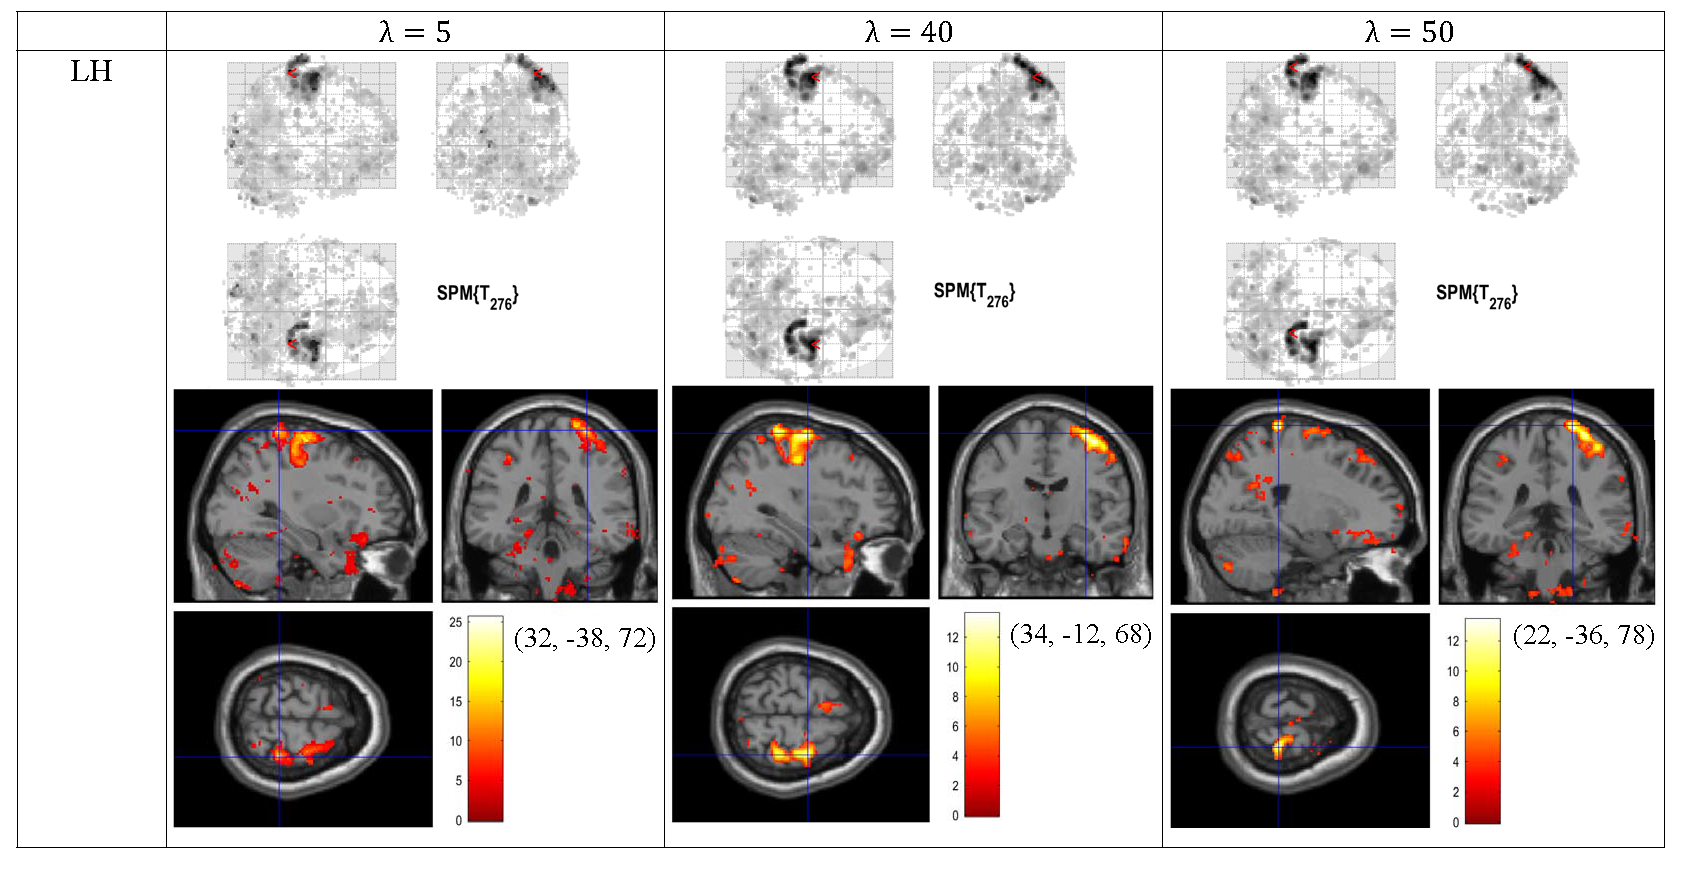 λ = 5
λ = 40
λ = 50
LH
SPM{T276}
SPM{T276}
SPM{T276}
(32, -38, 72)
25
20
15
10
5
0
(34, -12, 68)
12
10
8
6
4
2
0
(22, -36, 78)
12
10
8
6
4
2
0